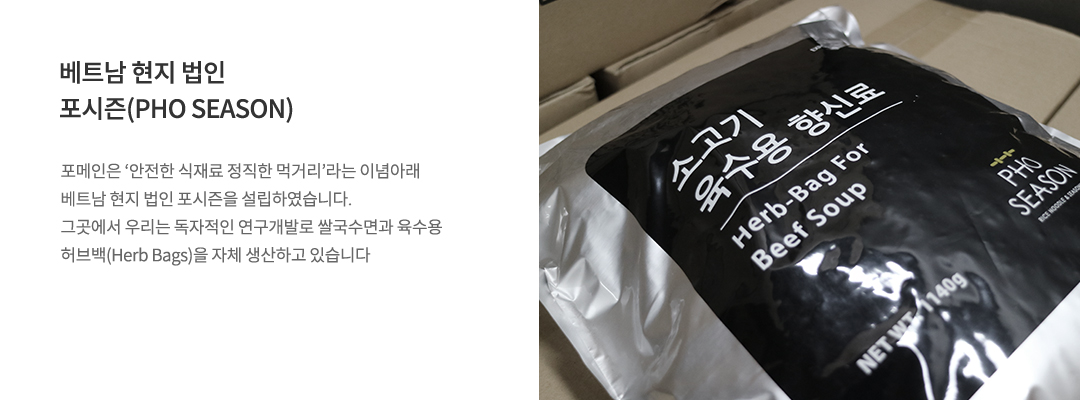 베트남 현지 법인
포시즌(PHO SEASON)
포메인은 ‘안전한 식재료 정직한 먹거리’라는 이념아래
베트남 현지 법인 포시즌을 설립하였습니다.
그곳에서 우리는 독자적인 연구개발로 쌀국수면과 육수용
허브백(Herb Bags)을 자체 생산하고 있습니다
소고기
육수용 향신료
Herb-Bag For
Beef Soup
NET WT. 1140g
PHO
SEASON
RICE NOODLE &